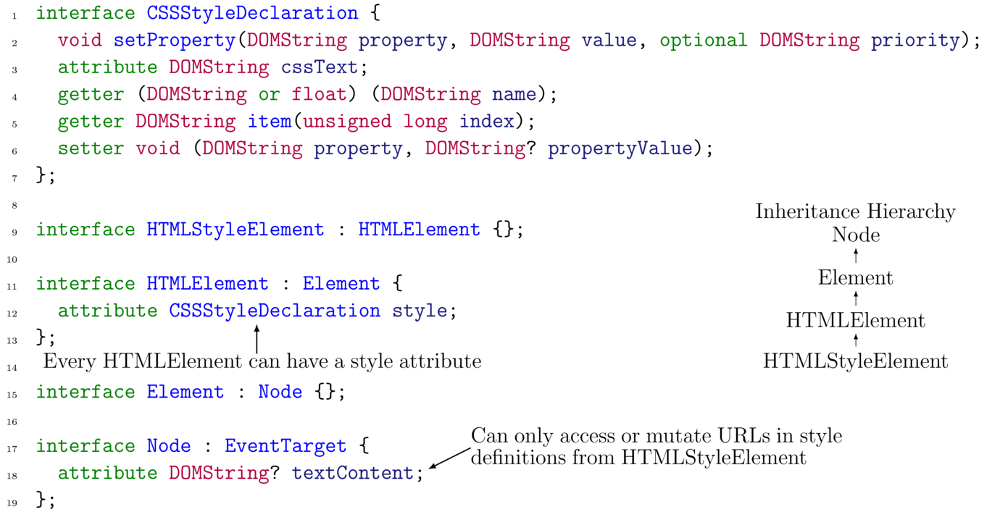 1 interface CSSStyleDeclaration {
2 void setProperty(DOMString property, DOMString value, optional DOMString priority);
3 attribute DOMString cssText;
4 getter (DOMString or float) (DOMString name);
5 getter DOMString item(unsigned long index);
6 setter void (DOMString property, DOMString? propertyValue);
7 };
8
9 interface HTMLStyleElement : HTMLElement {};
10
11 interface HTMLElement : Element {
12 attribute CSSStyleDeclaration style;
13 };
14 Every HTMLElement can have a style attribute
15 interface Element : Node {};
16
17 interface Node : EventTarget {
18 attribute DOMString? textContent;
19 };
Inheritance Hierarchy
Node
Element
HTMLElement
HTMLStyleElement
Can only access or mutate URLs in style
definitions from HTMLStyleElement